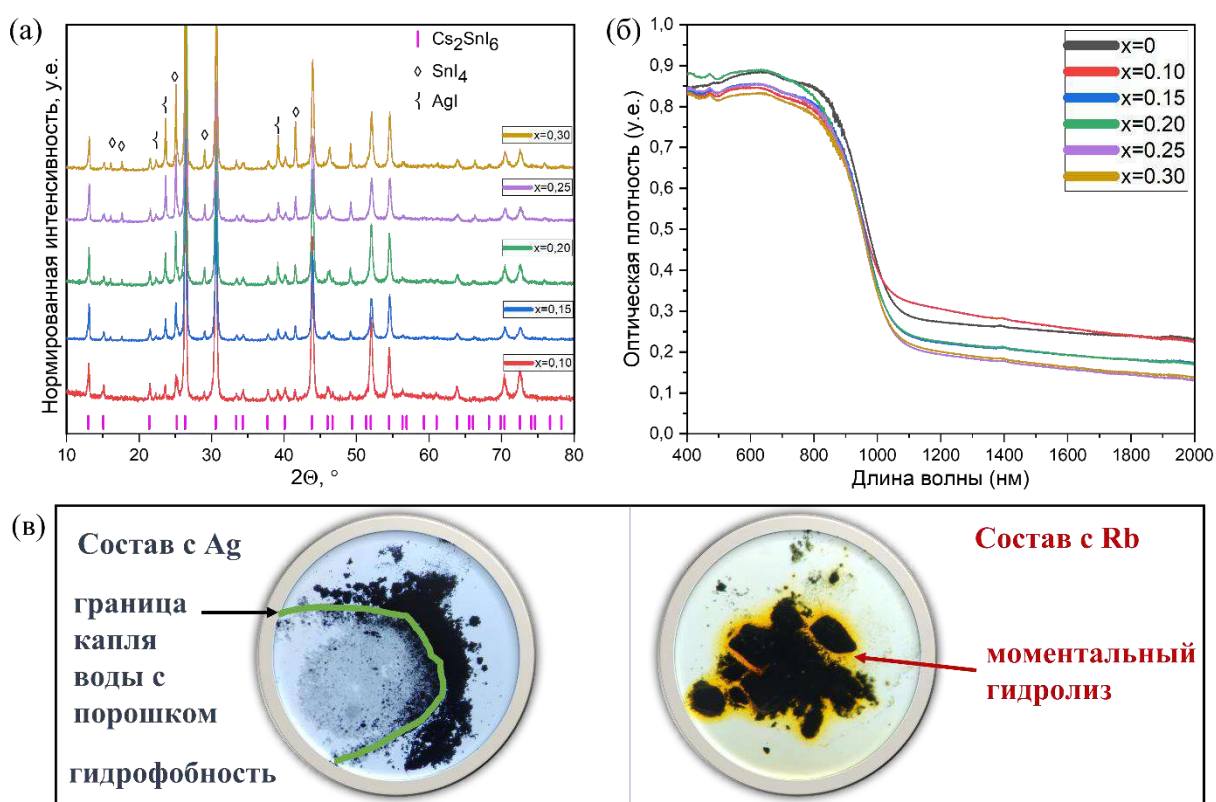 (а)
Нормированная интенсивность, у.е.
Cs2SnI6
SnI4
AgI
x=0,30
x=0,25
x=0,20
x=0,15
x=0,10
10 20 30 40 50 60 70 80
2Θ, °
(б)
Оптическая плотность (у.е.)
1,0
0,9
0,8
0,7
0,6
0,5
0,4
0,3
0,2
0,1
0,0
x=0
x=0.10
x=0.15
x=0.20
x=0.25
x=0.30
400 600 800 1000 1200 1400 1600 1800 2000
Длина волны (нм)
(в)
Состав с Ag
граница
капля
воды с
порошком
гидрофобность
Состав с Rb
моментальный
гидролиз